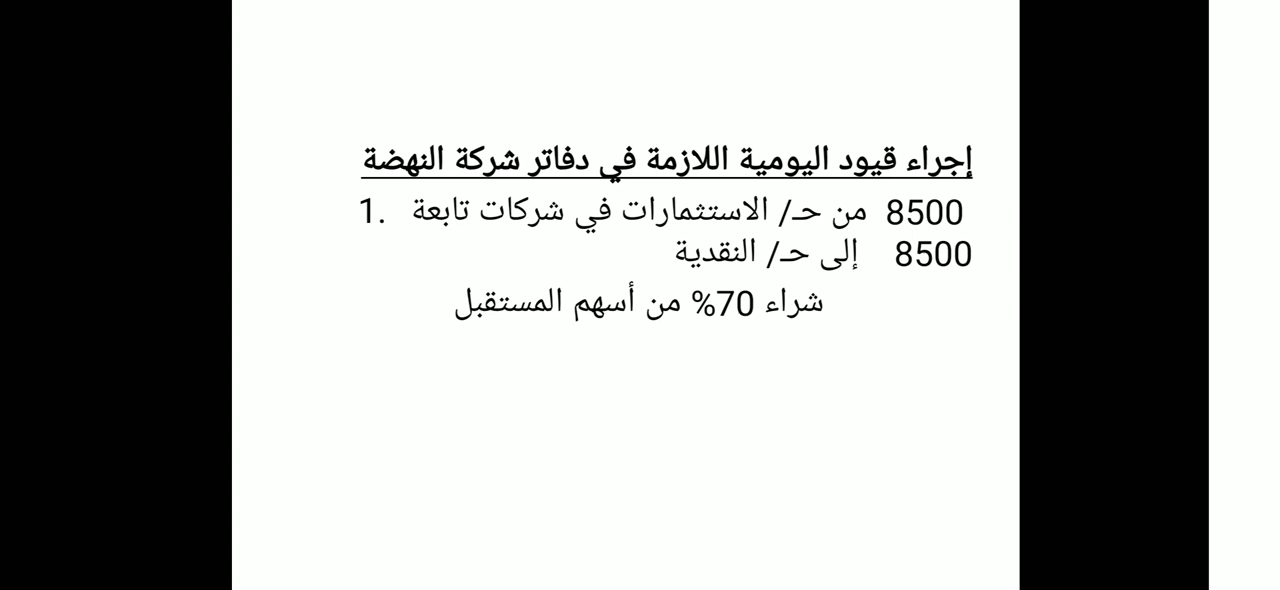 إجراء قيود اليومية اللازمة في دفاتر شركة النهضة
8500 من حـ/ الاستثمارات في شركات تابعة .1
8500 إلى حـ/ النقدية
شراء 70% من أسهم المستقبل